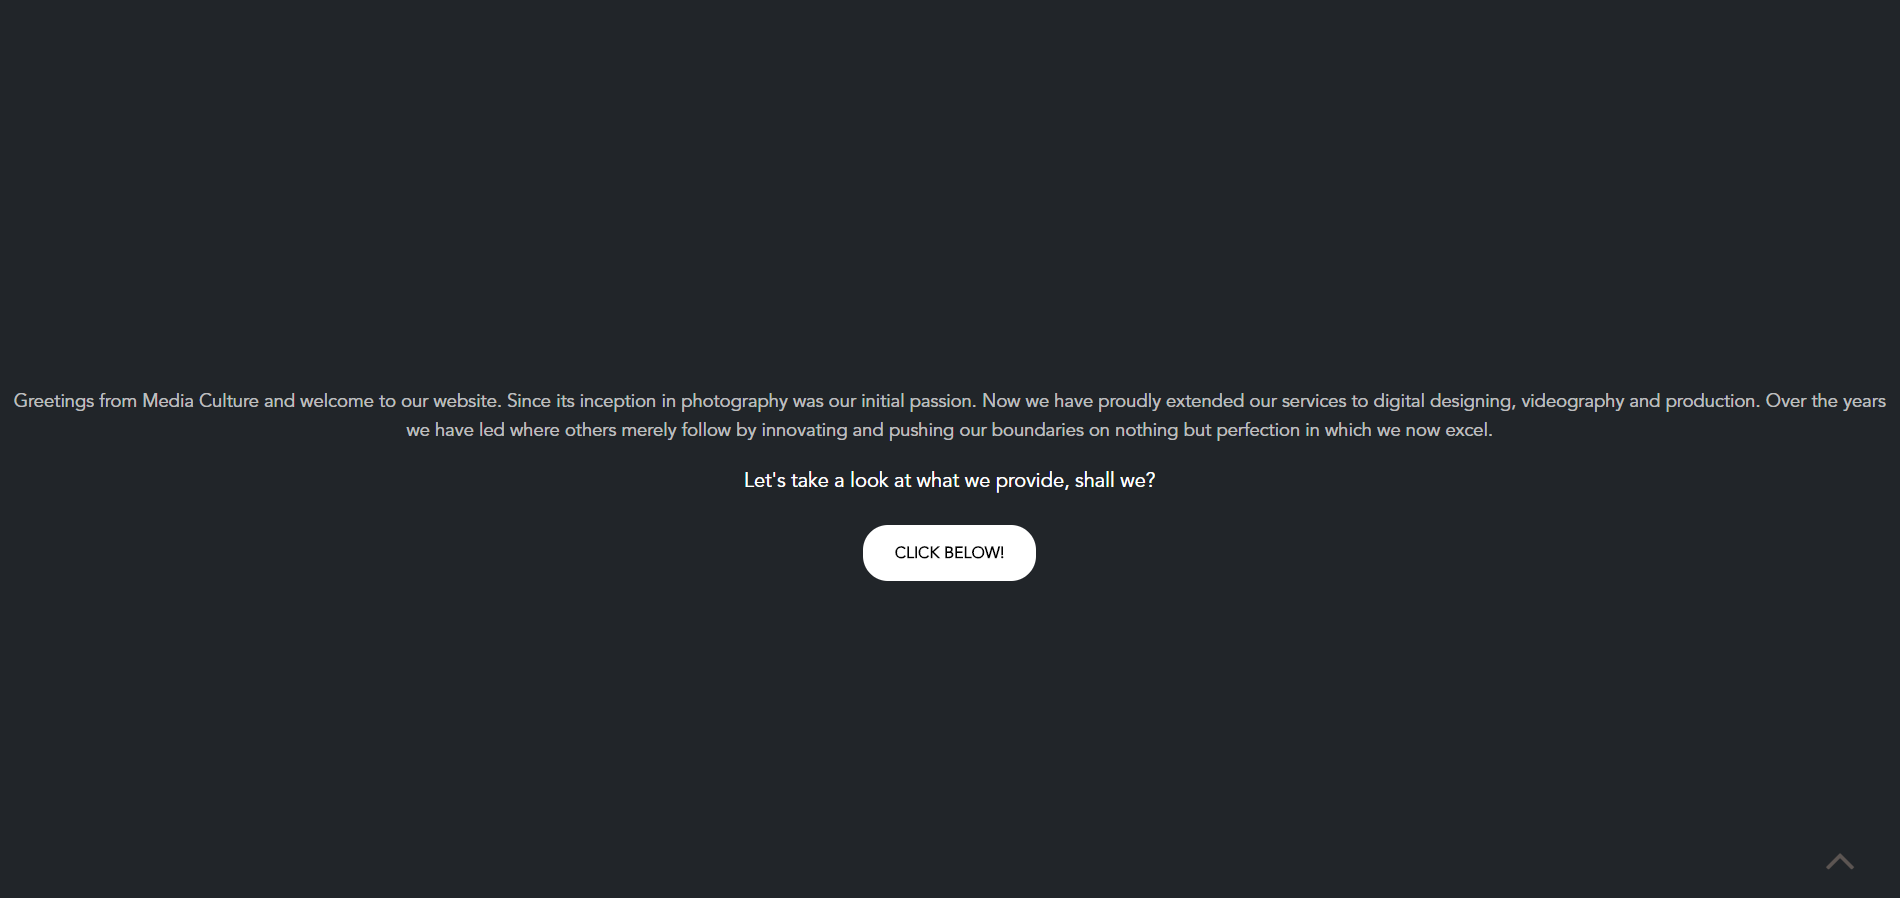 Greetings from Media Culture and welcome to our website. Since its inception in photography was our initial passion. Now we have proudly extended our services to digital designing, videography and production. Over the years
we have led where others merely follow by innovating and pushing our boundaries on nothing but perfection in which we now excel.
Let's take a look at what we provide, shall we?
CLICK BELOW!